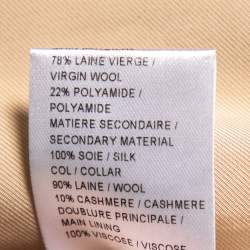 78% LAINE VIERGE /
VIRGIN WOOL
22% POLYAMIDE /
POLYAMIDE
MATIERE SECONDAIRE /
SECONDARY MATERIAL
100% SOIE / SILK
COL / COLLAR
90% LAINE / WOOL
10% CASHMERE / CASHMERE
DOUBLURE PRINCIPALE /
MAIN LINING
100% VISCOSE / VISCOSE